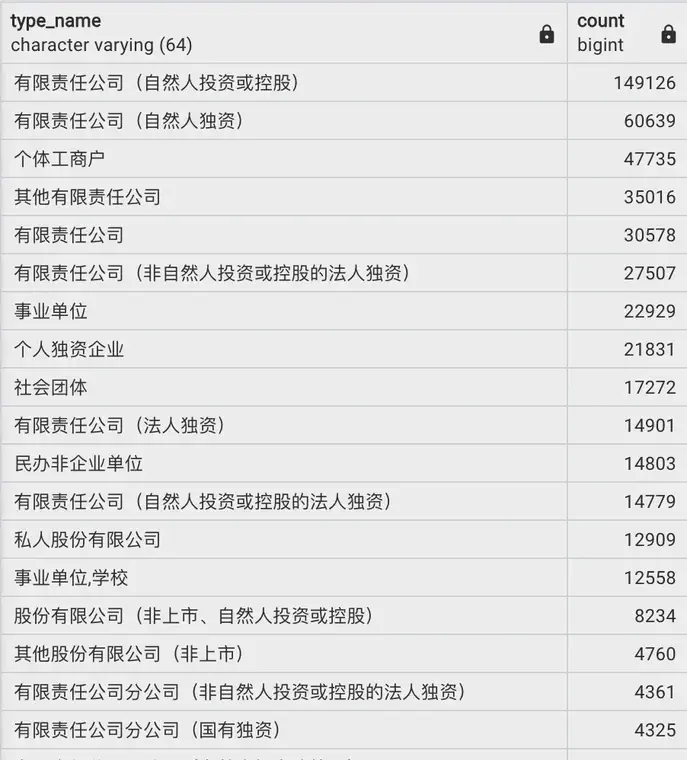 type_name count
character varying (64) bigint
有限责任公司（自然人投资或控股） 149126
有限责任公司（自然人独资） 60639
个体工商户 47735
其他有限责任公司 35016
有限责任公司 30578
有限责任公司（非自然人投资或控股的法人独资） 27507
事业单位 22929
个人独资企业 21831
社会团体 17272
有限责任公司（法人独资） 14901
民办非企业单位 14803
有限责任公司（自然人投资或控股的法人独资） 14779
私人股份有限公司 12909
事业单位,学校 12558
股份有限公司（非上市、自然人投资或控股） 8234
其他股份有限公司（非上市） 4760
有限责任公司分公司（非自然人投资或控股的法人独资） 4361
有限责任公司分公司（国有独资） 4325